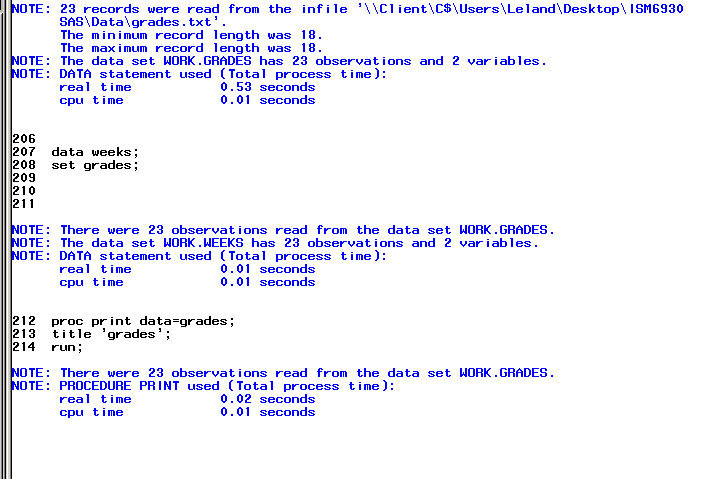 NOTE: 23 records were read from the infile '\\Client\C$\Users\Leland\Desktop\ISM6930
SAS\Data\grades.txt'.
The minimum record length was 18.
The maximum record length was 18.
NOTE: The data set WORK.GRADES has 23 observations and 2 variables.
NOTE: DATA statement used (Total process time):
real time 0.53 seconds
cpu time 0.01 seconds
206
207 data weeks;
208 set grades;
209
210
211
NOTE: There were 23 observations read from the data set WORK.GRADES.
NOTE: The data set WORK.WEEKS has 23 observations and 2 variables.
NOTE: DATA statement used (Total process time):
real time 0.01 seconds
cpu time 0.01 seconds
212 proc print data=grades;
213 title 'grades';
214 run;
NOTE: There were 23 observations read from the data set WORK.GRADES.
NOTE: PROCEDURE PRINT used (Total process time):
real time 0.02 seconds
cpu time 0.01 seconds